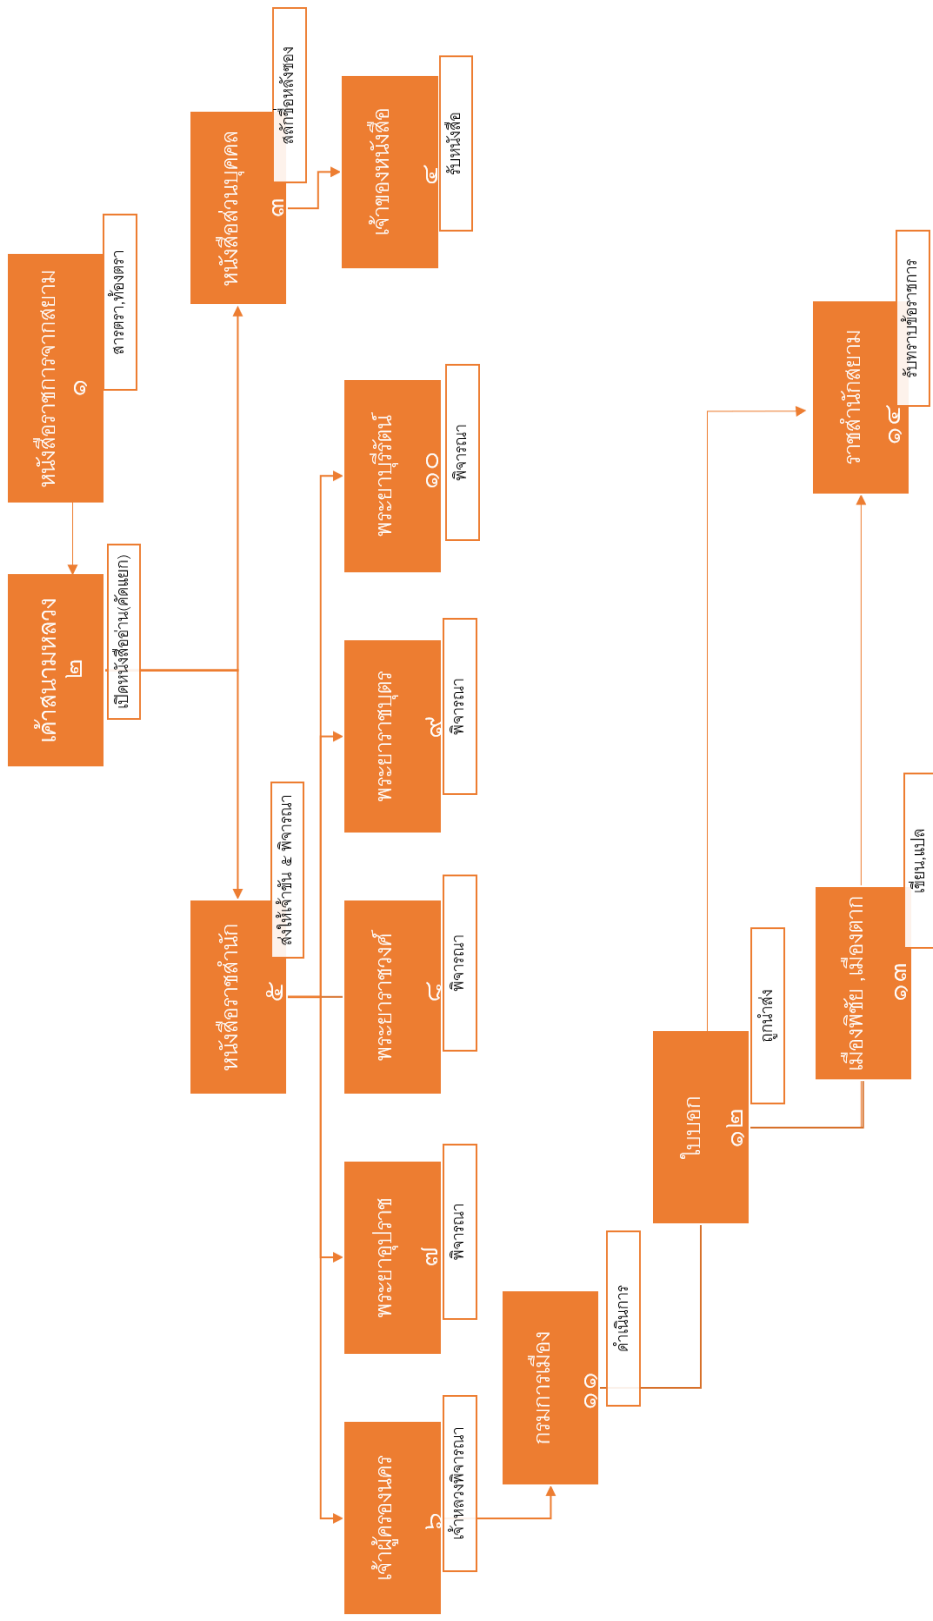 หนังสือราชการจากสยาม
๑
สารตรา,ท้องตรา
เค้าสนามหลวง
๒
เปิดหนังสืออ่าน(คัดแยก)
หนังสือส่วนบุคคล
๓
สลักชื่อหลังซอง
เจ้าของหนังสือ
๔
รับหนังสือ
หนังสือราชสำนัก
๕
ส่งให้เจ้าขัน ๕ พิจารณา
เจ้าผู้ครองนคร
๖
เจ้าหลวงพิจารณา
พระยาอุปราช
๗
พิจารณา
พระยาราชวงศ์
๘
พิจารณา
พระยาราชบุตร
๙
พิจารณา
พระยาบุรีรัตน์
๑๐
พิจารณา
กรมการเมือง
๑๑
ดำเนินการ
ใบบอก
๑๒
ถูกนำส่ง
เมืองพิชัย ,เมืองตาก
๑๓
เขียน,แปล
ราชสำนักสยาม
๑๔
รับทราบข้อราชการ